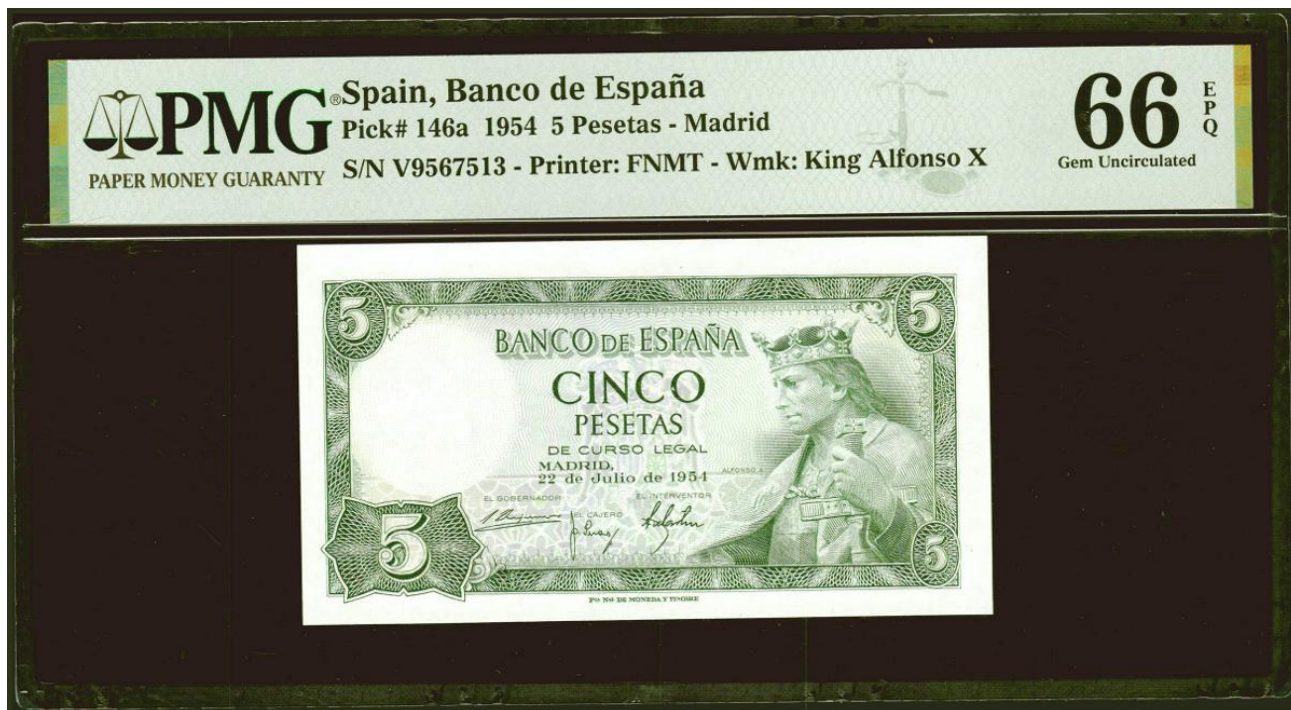 PMG®
PAPER MONEY GUARANTY
Spain, Banco de España
Pick# 146a 1954 5 Pesetas - Madrid
S/N V9567513 - Printer: FNMT - Wmk: King Alfonso X
66
EPQ
Gem Uncirculated
5
5
BANCO DE ESPAÑA
CINCO
PESETAS
DE CURSO LEGAL
MADRID,
22 de Julio de 1954
ALFONSO X
EL GOBERNADOR
EL INTERVENTOR
EL CAJERO
5
5